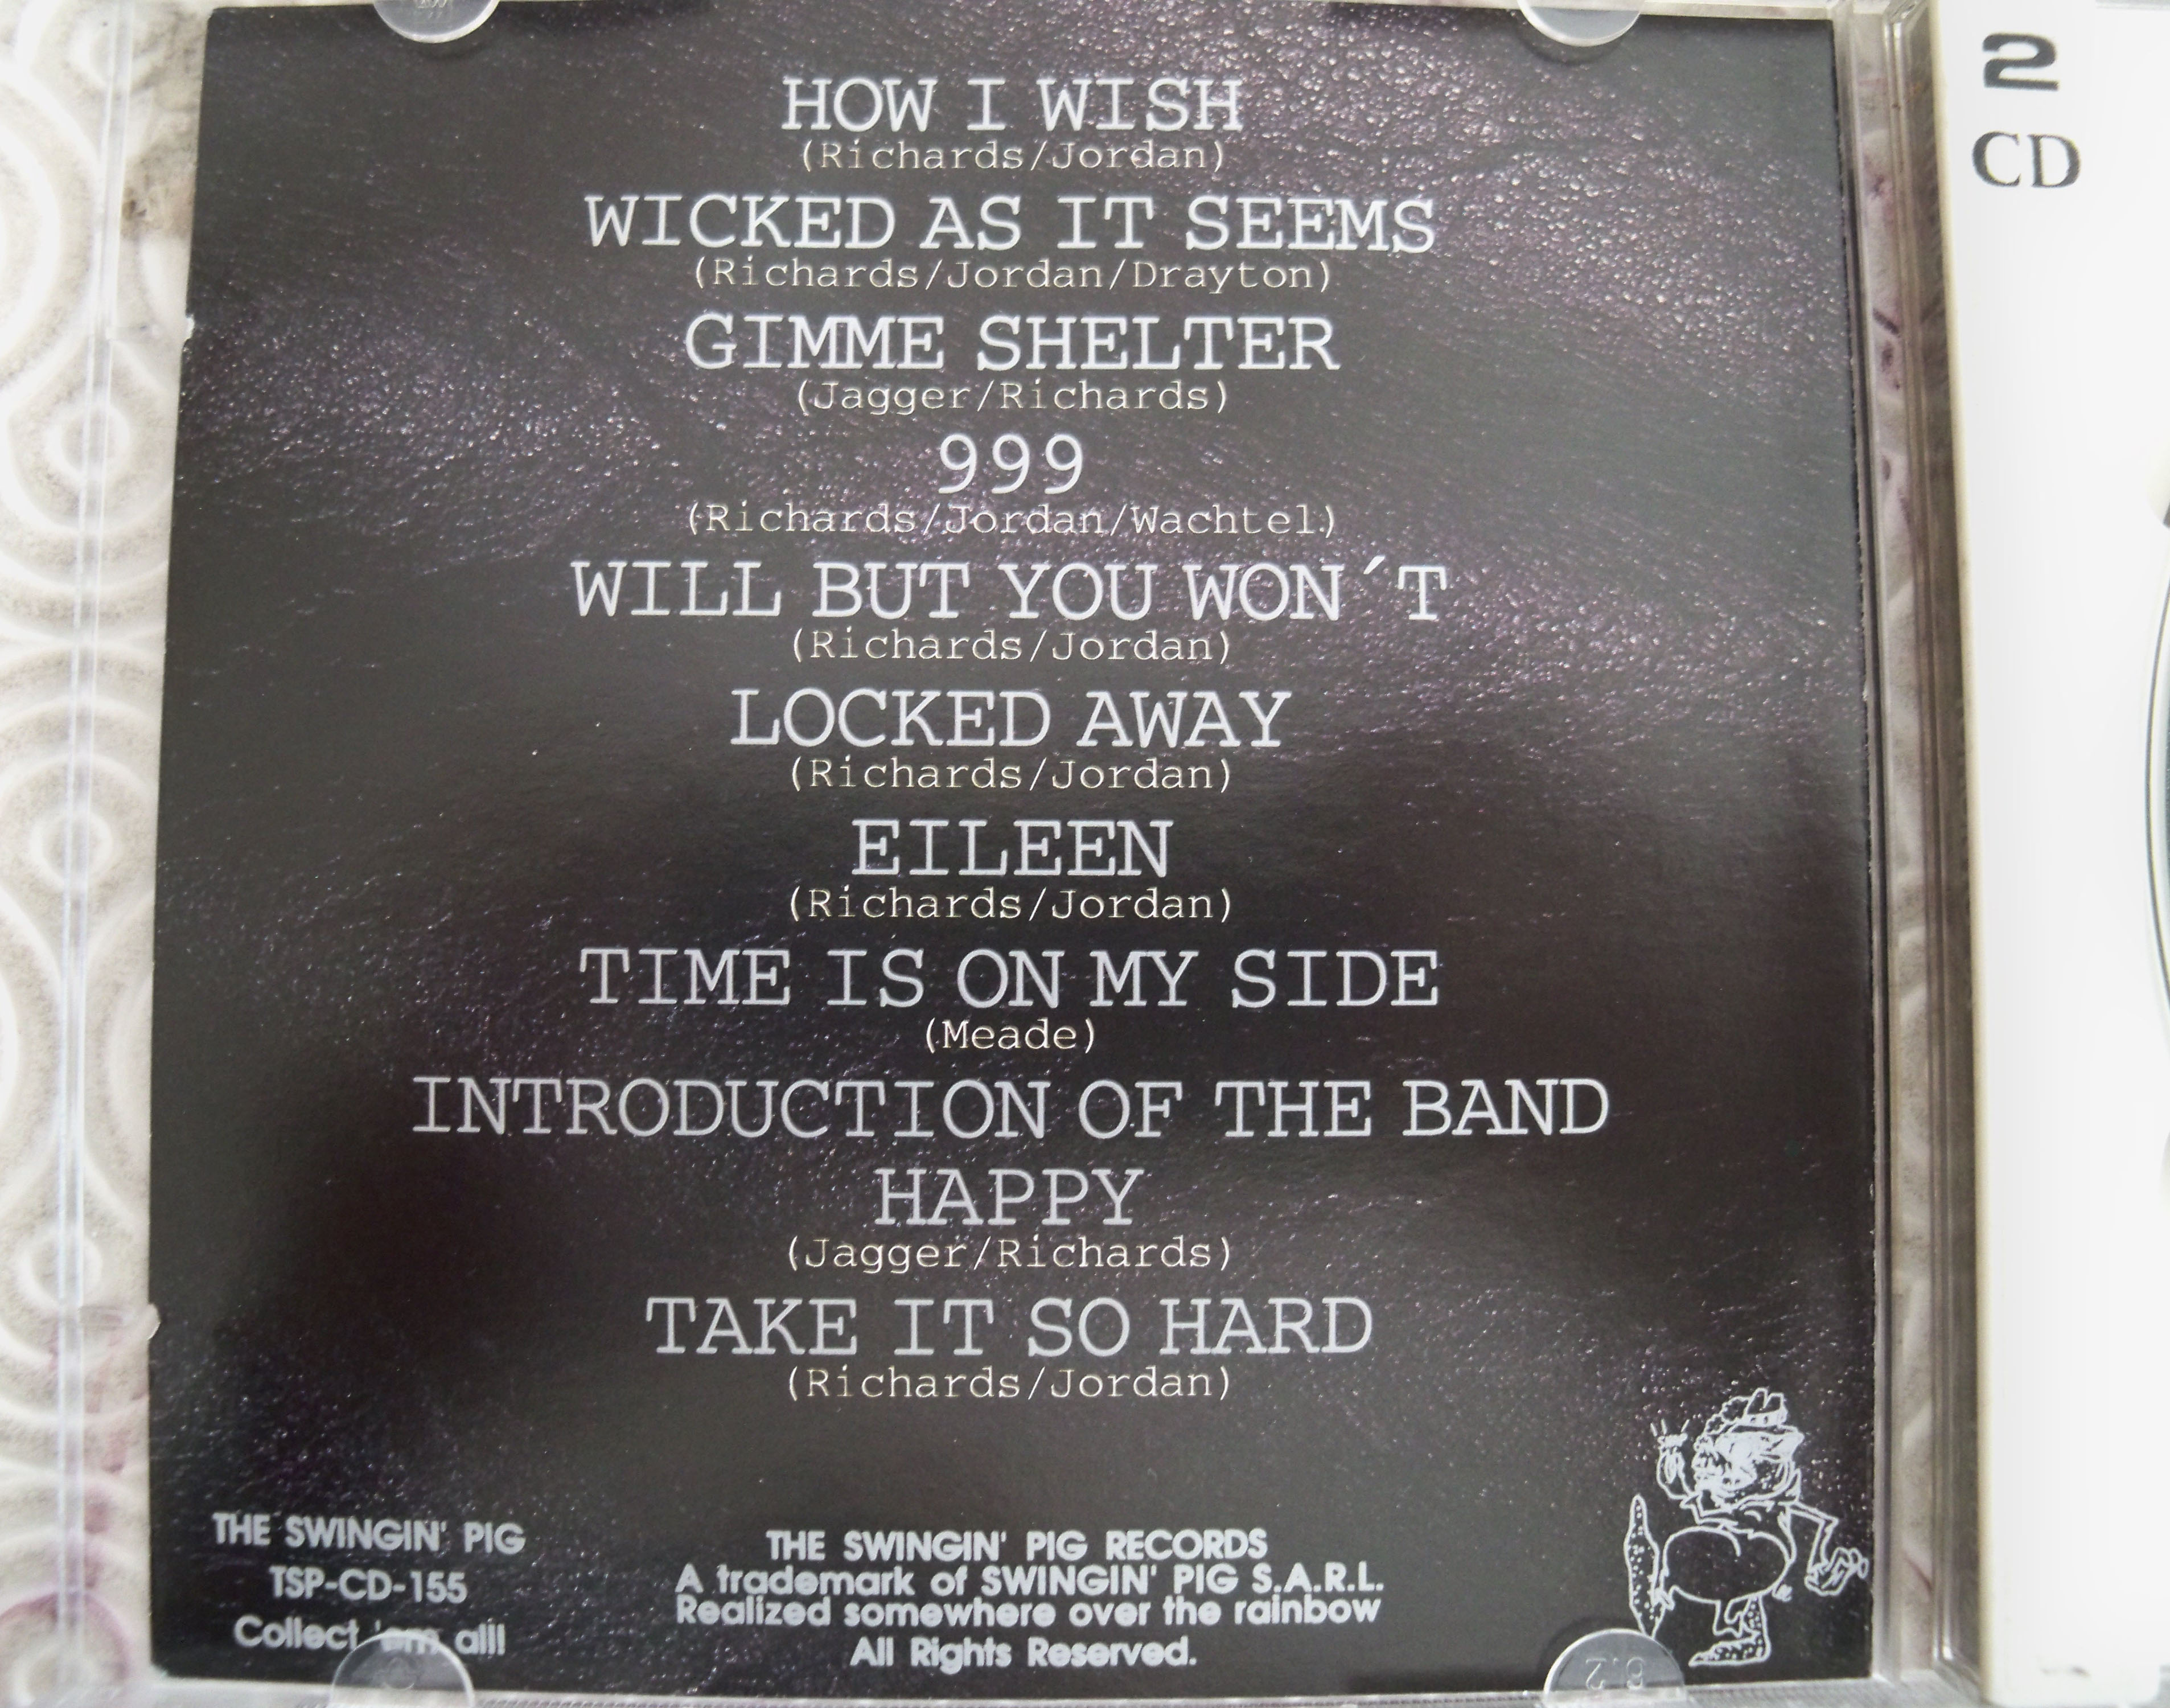 HOW I WISH
(Richards/Jordan)
WICKED AS IT SEEMS
(Richards/Jordan/Drayton)
GIMME SHELTER
(Jagger/Richards)
999
(Richards/Jordan/Wachtel)
WILL BUT YOU WON´T
(Richards/Jordan)
LOCKED AWAY
(Richards/Jordan)
EILEEN
(Richards/Jordan)
TIME IS ON MY SIDE
(Meade)
INTRODUCTION OF THE BAND
HAPPY
(Jagger/Richards)
TAKE IT SO HARD
(Richards/Jordan)
THE SWINGIN' PIG
TSP-CD-155
Collect 'em all!
THE SWINGIN' PIG RECORDS
A trademark of SWINGIN' PIG S.A.R.L.
Realized somewhere over the rainbow
All Rights Reserved.
2
CD